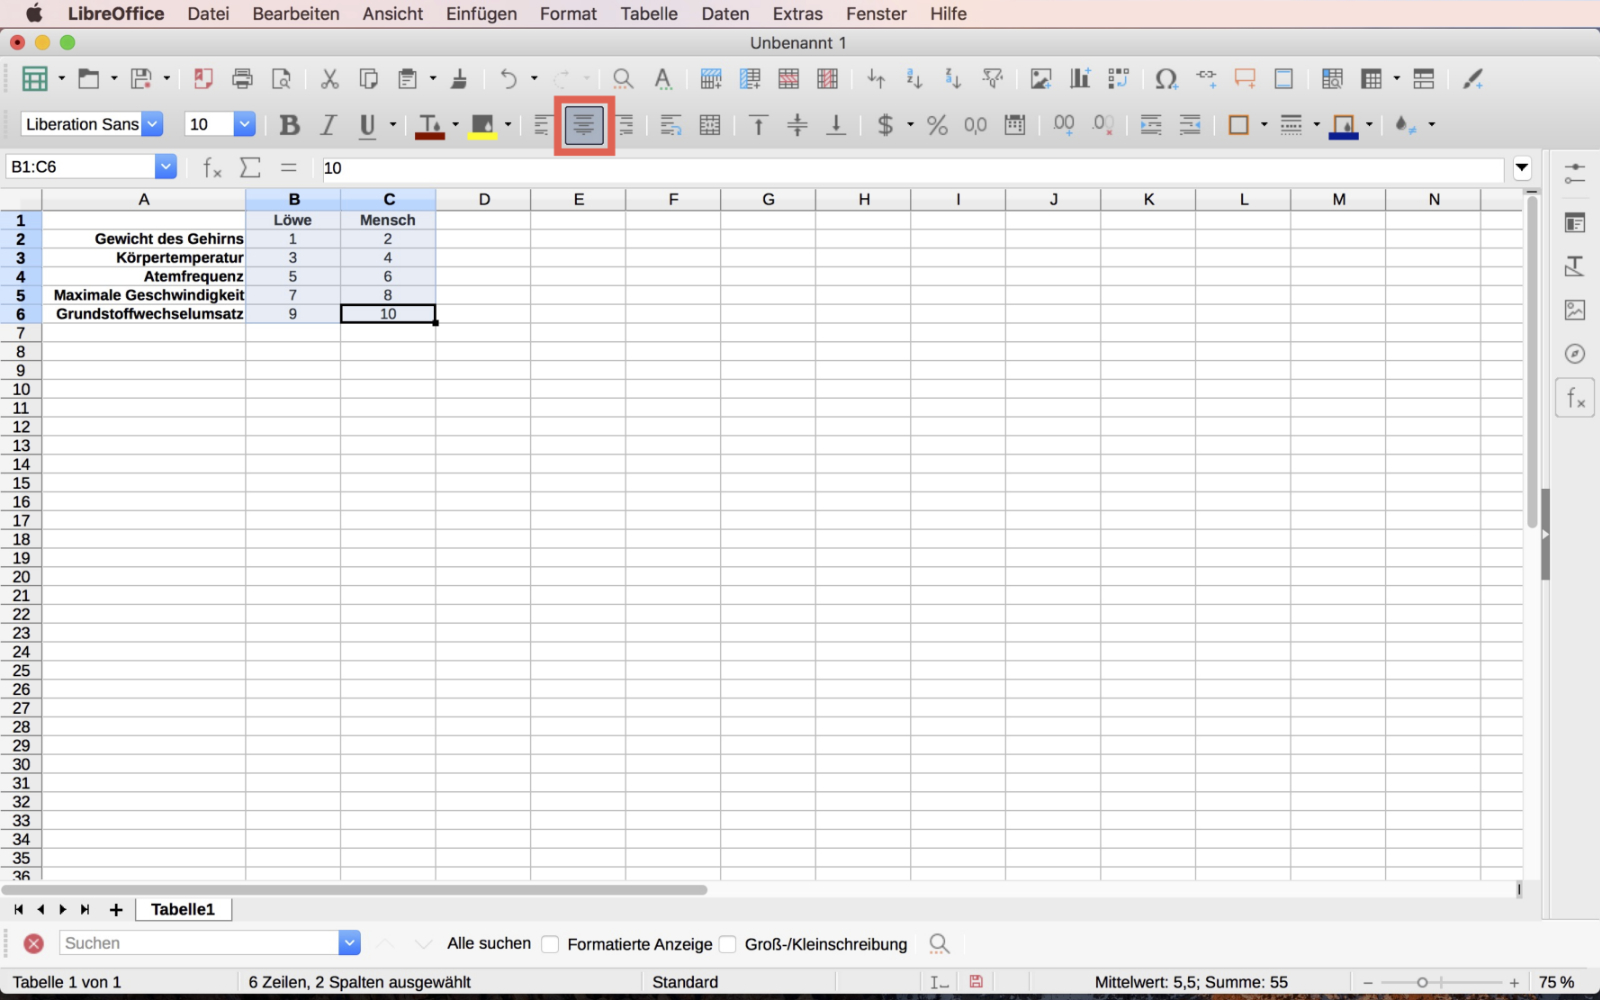 LibreOffice Datei Bearbeiten Ansicht Einfügen Format Tabelle Daten Extras Fenster Hilfe
Unbenannt 1
Liberation Sans 10 $ % 0,0
B1:C6 10
A B C D E F G H I J K L M N
1 Löwe Mensch
2 Gewicht des Gehirns 1 2
3 Körpertemperatur 3 4
4 Atemfrequenz 5 6
5 Maximale Geschwindigkeit 7 8
6 Grundstoffwechselumsatz 9 10
7
8
9
10
11
12
13
14
15
16
17
18
19
20
21
22
23
24
25
26
27
28
29
30
31
32
33
34
35
36
Tabelle1
Suchen Alle suchen Formatierte Anzeige Groß-/Kleinschreibung
Tabelle 1 von 1 6 Zeilen, 2 Spalten ausgewählt Standard Mittelwert: 5,5; Summe: 55 75 %